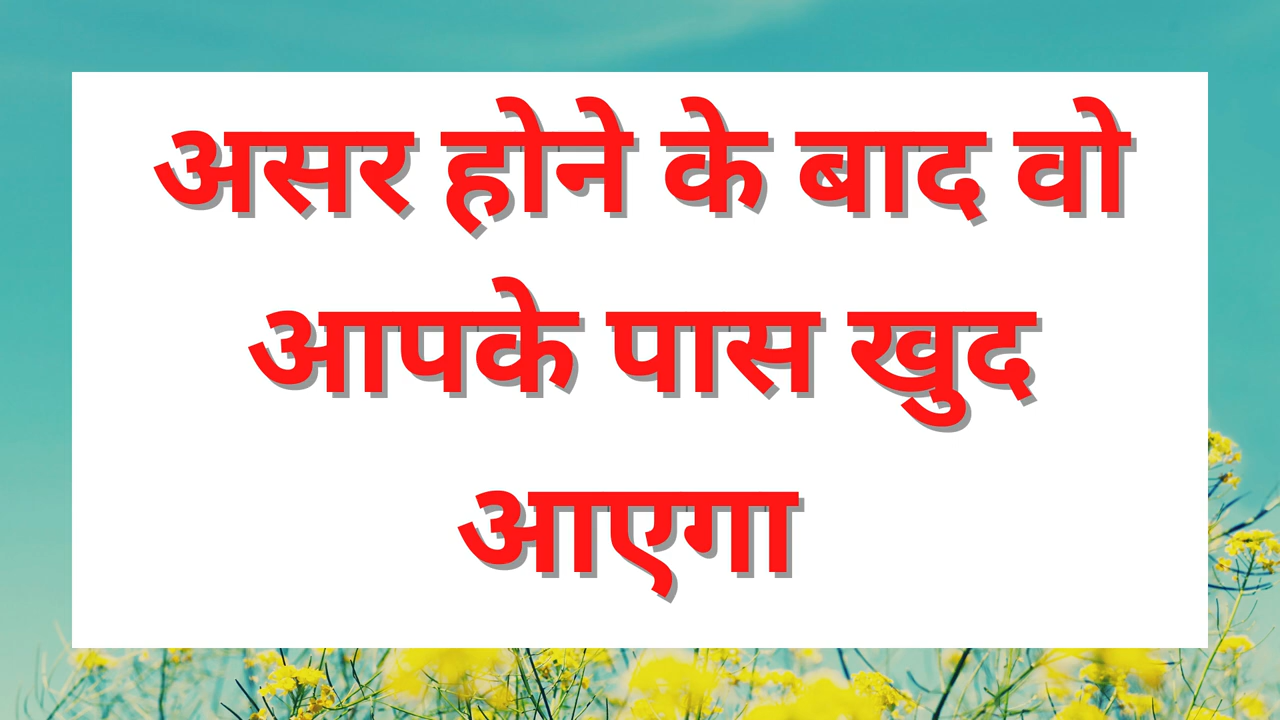 असर होने के बाद वो
आपके पास खुद
आएगा